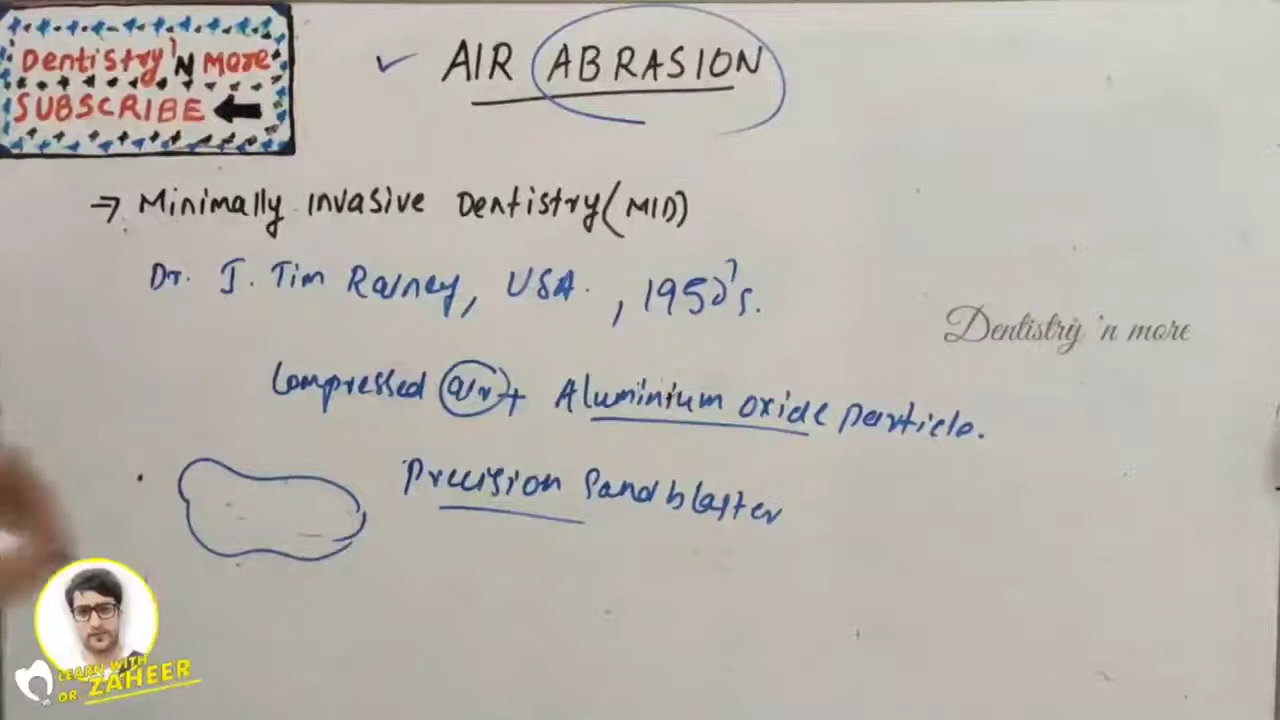 Dentistry'N More
SUBSCRIBE
AIR ABRASION
→ Minimally Invasive Dentistry (MID)
Dr. J. Tim Rainey, USA., 1950's.
Compressed air + Aluminium oxide particle.
Precision Sandblaster
Dentistry 'n more
LEARN WITH
DR. ZAHEER